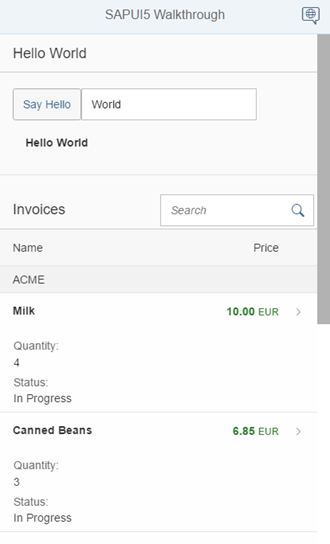 SAPUI5 Walkthrough
Hello World
Say Hello World
Hello World
Invoices Search
Name Price
ACME
Milk 10.00 EUR
Quantity:
4
Status:
In Progress
Canned Beans 6.85 EUR
Quantity:
3
Status:
In Progress